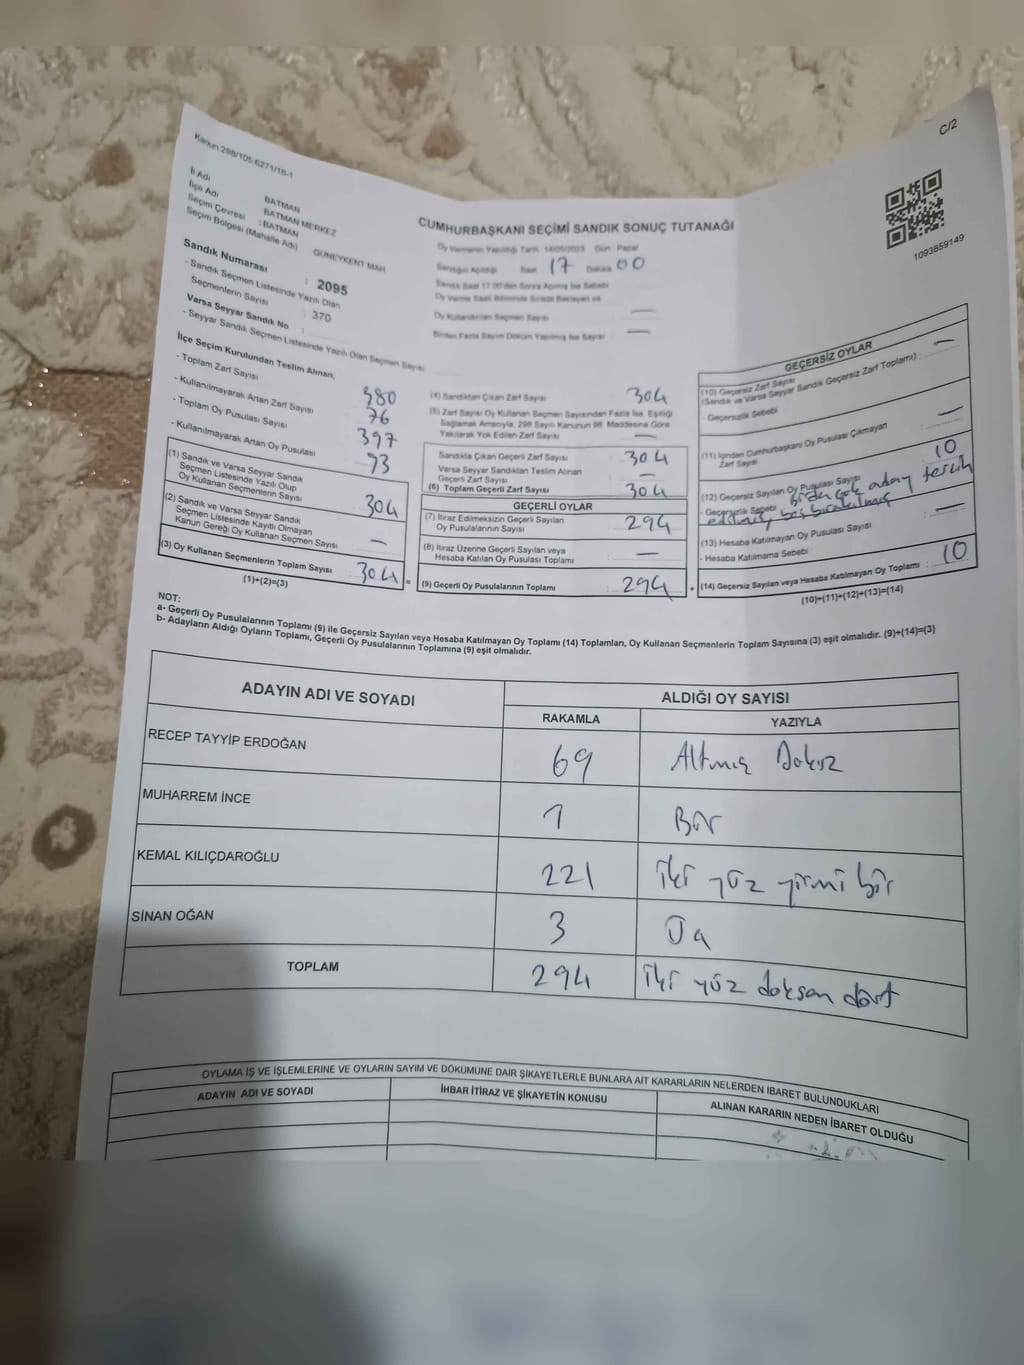 Kanun 298/105 6271/18-1
C/2
İl Adı : BATMAN
İlçe Adı : BATMAN MERKEZ
Seçim Çevresi : BATMAN
Seçim Bölgesi (Mahalle Adı) GÜNEYKENT MAH
1093859149
CUMHURBAŞKANI SEÇİMİ SANDIK SONUÇ TUTANAĞI
Oy Vermenin Yapıldığı Tarih: 14/05/2023 Gün: Pazar
Sandığın Açıldığı Saat 17 Dakika 00
Sandık Saat 17.00'den Sonra Açılmış İse Sebebi
Oy Verme Saati Bitiminde Sırada Bekleyen ve
Oy Kullandırılan Seçmen Sayısı —
Birden Fazla Sayım Döküm Yapılmış İse Sayısı —
Sandık Numarası : 2095
- Sandık Seçmen Listesinde Yazılı Olan
Seçmenlerin Sayısı : 370
Varsa Seyyar Sandık No :
- Seyyar Sandık Seçmen Listesinde Yazılı Olan Seçmen Sayısı
İlçe Seçim Kurulundan Teslim Alınan;
- Toplam Zarf Sayısı 380
- Kullanılmayarak Artan Zarf Sayısı 76
- Toplam Oy Pusulası Sayısı 397
- Kullanılmayarak Artan Oy Pusulası 93
(1) Sandık ve Varsa Seyyar Sandık
Seçmen Listesinde Yazılı Olup
Oy Kullanan Seçmenlerin Sayısı 304
(2) Sandık ve Varsa Seyyar Sandık
Seçmen Listesinde Kayıtlı Olmayan
Kanun Gereği Oy Kullanan Seçmen Sayısı —
(3) Oy Kullanan Seçmenlerin Toplam Sayısı : 304
(1)+(2)=(3)
=
(4) Sandıktan Çıkan Zarf Sayısı 304
(5) Zarf Sayısı Oy Kullanan Seçmen Sayısından Fazla İse, Eşitliği
Sağlamak Amacıyla, 298 Sayılı Kanunun 98. Maddesine Göre
Yakılarak Yok Edilen Zarf Sayısı —
Sandıkta Çıkan Geçerli Zarf Sayısı 304
Varsa Seyyar Sandıktan Teslim Alınan
Geçerli Zarf Sayısı —
(6) Toplam Geçerli Zarf Sayısı 304
GEÇERLİ OYLAR
(7) İtiraz Edilmeksizin Geçerli Sayılan
Oy Pusulalarının Sayısı 294
(8) İtiraz Üzerine Geçerli Sayılan veya
Hesaba Katılan Oy Pusulası Toplamı —
(9) Geçerli Oy Pusulalarının Toplamı : 294
+
GEÇERSİZ OYLAR
(10) Geçersiz Zarf Sayısı
(Sandık ve Varsa Seyyar Sandık Geçersiz Zarf Toplamı) : —
- Geçersizlik Sebebi
(11) İçinden Cumhurbaşkanı Oy Pusulası Çıkmayan
Zarf Sayısı —
(12) Geçersiz Sayılan Oy Pusulası Sayısı 10
- Geçersizlik Sebebi Birden çok aday tercih
edilmiş, boş bırakılmış
(13) Hesaba Katılmayan Oy Pusulası Sayısı —
- Hesaba Katılmama Sebebi
(14) Geçersiz Sayılan veya Hesaba Katılmayan Oy Toplamı : 10
(10)+(11)+(12)+(13)=(14)
NOT:
a- Geçerli Oy Pusulalarının Toplamı (9) ile Geçersiz Sayılan veya Hesaba Katılmayan Oy Toplamı (14) Toplamları, Oy Kullanan Seçmenlerin Toplam Sayısına (3) eşit olmalıdır. (9)+(14)=(3)
b- Adayların Aldığı Oyların Toplamı, Geçerli Oy Pusulalarının Toplamına (9) eşit olmalıdır.
ADAYIN ADI VE SOYADI ALDIĞI OY SAYISI
RAKAMLA YAZIYLA
RECEP TAYYİP ERDOĞAN 69 Altmış Dokuz
MUHARREM İNCE 1 Bir
KEMAL KILIÇDAROĞLU 221 iki yüz yirmi bir
SİNAN OĞAN 3
TOPLAM 294 iki yüz doksan dört
OYLAMA İŞ VE İŞLEMLERİNE VE OYLARIN SAYIM VE DÖKÜMÜNE DAİR ŞİKAYETLERLE BUNLARA AİT KARARLARIN NELERDEN İBARET BULUNDUKLARI
ADAYIN ADI VE SOYADI İHBAR İTİRAZ VE ŞİKAYETİN KONUSU ALINAN KARARIN NEDEN İBARET OLDUĞU